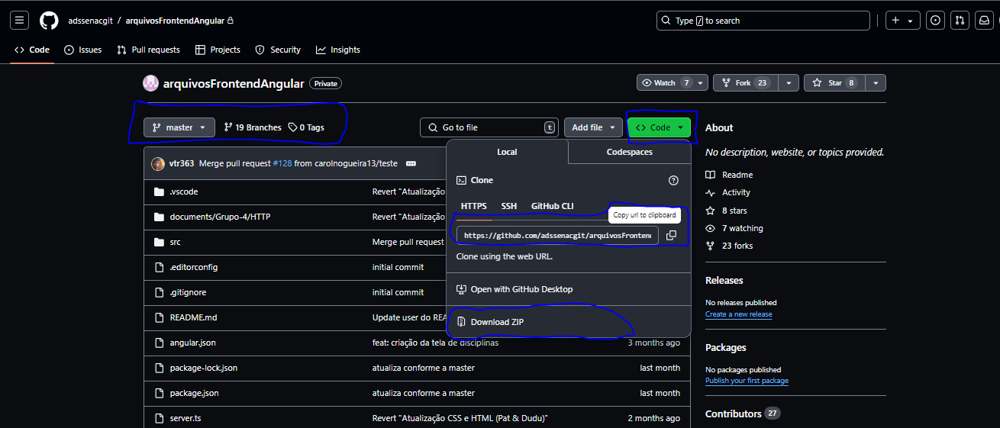 adssenacgit / arquivosFrontendAngular
Type / to search
Code Issues Pull requests Projects Security Insights
arquivosFrontendAngular Private
Watch 7 Fork 23 Star 8
master 19 Branches 0 Tags
Go to file t Add file Code
About
No description, website, or topics provided.
Readme
Activity
8 stars
7 watching
23 forks
Releases
No releases published
Create a new release
Packages
No packages published
Publish your first package
Contributors 27
Local Codespaces
Clone
HTTPS SSH GitHub CLI
Copy url to clipboard
https://github.com/adssenacgit/arquivosFronten
Clone using the web URL.
Open with GitHub Desktop
Download ZIP
vtr363 Merge pull request #128 from carolnogueira13/teste
.vscode Revert "Atualização
documents/Grupo-4/HTTP Revert "Atualização
src Merge pull request
.editorconfig initial commit
.gitignore initial commit
README.md Update user do REA
angular.json feat: criação da tela de disciplinas 3 months ago
package-lock.json atualiza conforme a master last month
package.json atualiza conforme a master last month
server.ts Revert "Atualização CSS e HTML (Pat & Dudu)" 2 months ago